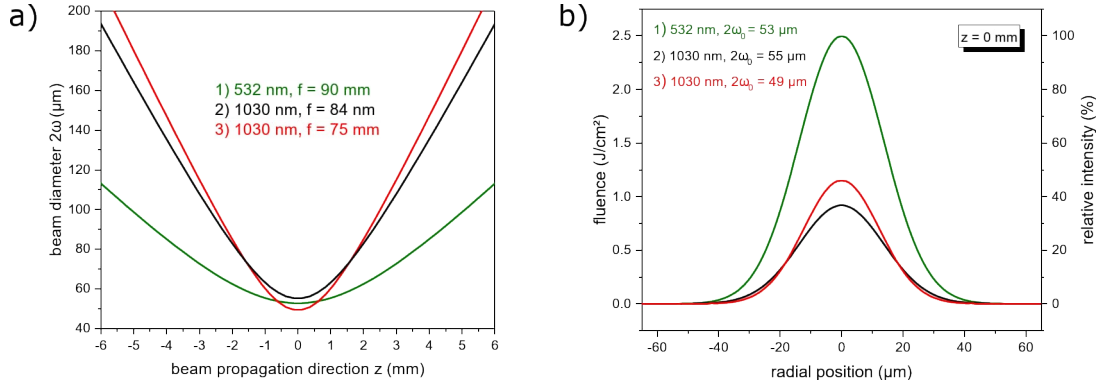 a)
200
180
160
140
120
100
80
60
40
beam diameter 2ω (µm)
1) 532 nm, f = 90 mm
2) 1030 nm, f = 84 nm
3) 1030 nm, f = 75 mm
-6 -5 -4 -3 -2 -1 0 1 2 3 4 5 6
beam propagation direction z (mm)
b)
2.5
2.0
1.5
1.0
0.5
0.0
fluence (J/cm²)
1) 532 nm, 2ω₀ = 53 µm
2) 1030 nm, 2ω₀ = 55 µm
3) 1030 nm, 2ω₀ = 49 µm
z = 0 mm
100
80
60
40
20
0
relative intensity (%)
-60 -40 -20 0 20 40 60
radial position (µm)